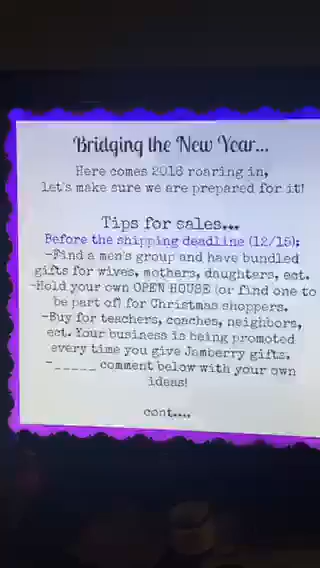 Bridging the New Year...
Here comes 2016 roaring in,
let's make sure we are prepared for it!
Tips for sales...
Before the shipping deadline (12/15):
-Find a men's group and have bundled
gifts for wives, mothers, daughters, ect.
-Hold your own OPEN HOUSE (or find one to
be part of) for Christmas shoppers.
-Buy for teachers, coaches, neighbors,
ect. Your business is being promoted
every time you give Jamberry gifts.
-_____ comment below with your own
ideas!
cont....